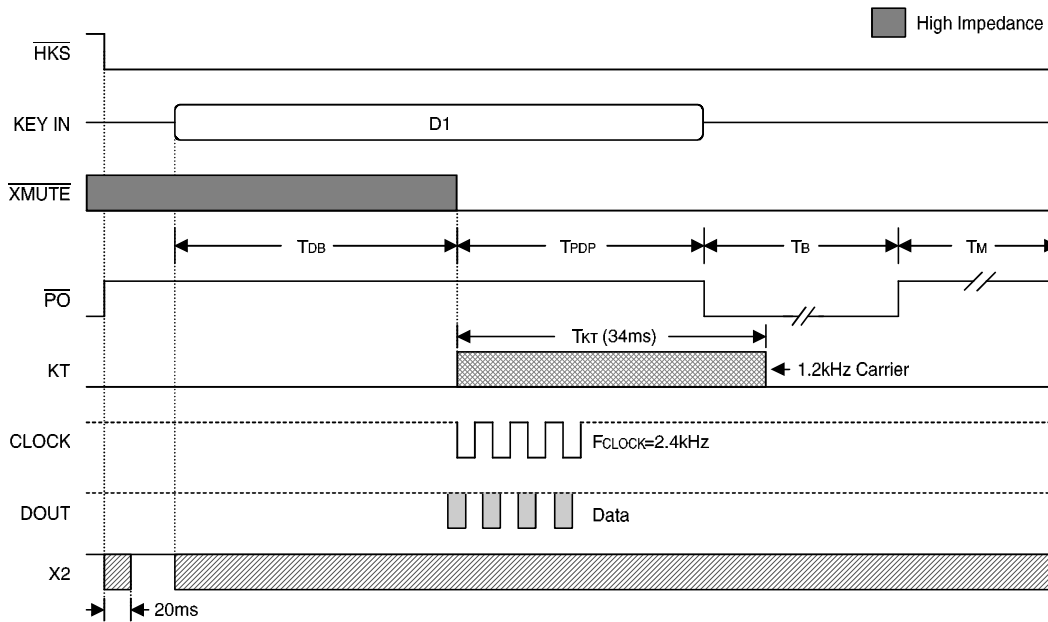 High Impedance
HKS
KEY IN
D1
XMUTE
TDB
TPDP
TB
TM
PO
TKT (34ms)
KT
1.2kHz Carrier
CLOCK
FCLOCK=2.4kHz
DOUT
Data
X2
20ms